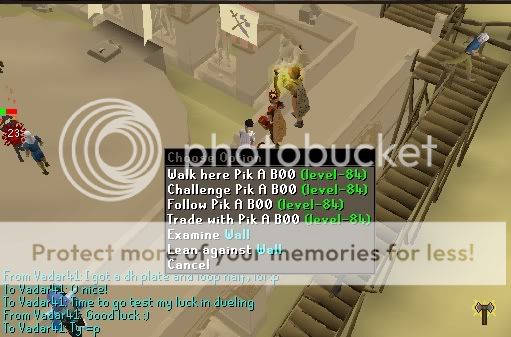 23
photobucket
Choose Option
Walk here Pik A B00 (level-84)
Challenge Pik A B00 (level-84)
Follow Pik A B00 (level-84)
Trade with Pik A B00 (level-84)
Examine Wall
Lean against Wall
Cancel
Protect more of your memories for less!
From Vadar41: I got a dh plate and loop half, lol :p
To Vadar41: O nice!
To Vadar41: Time to go test my luck in dueling
From Vadar41: Good luck :)
To Vadar41: Ty =p